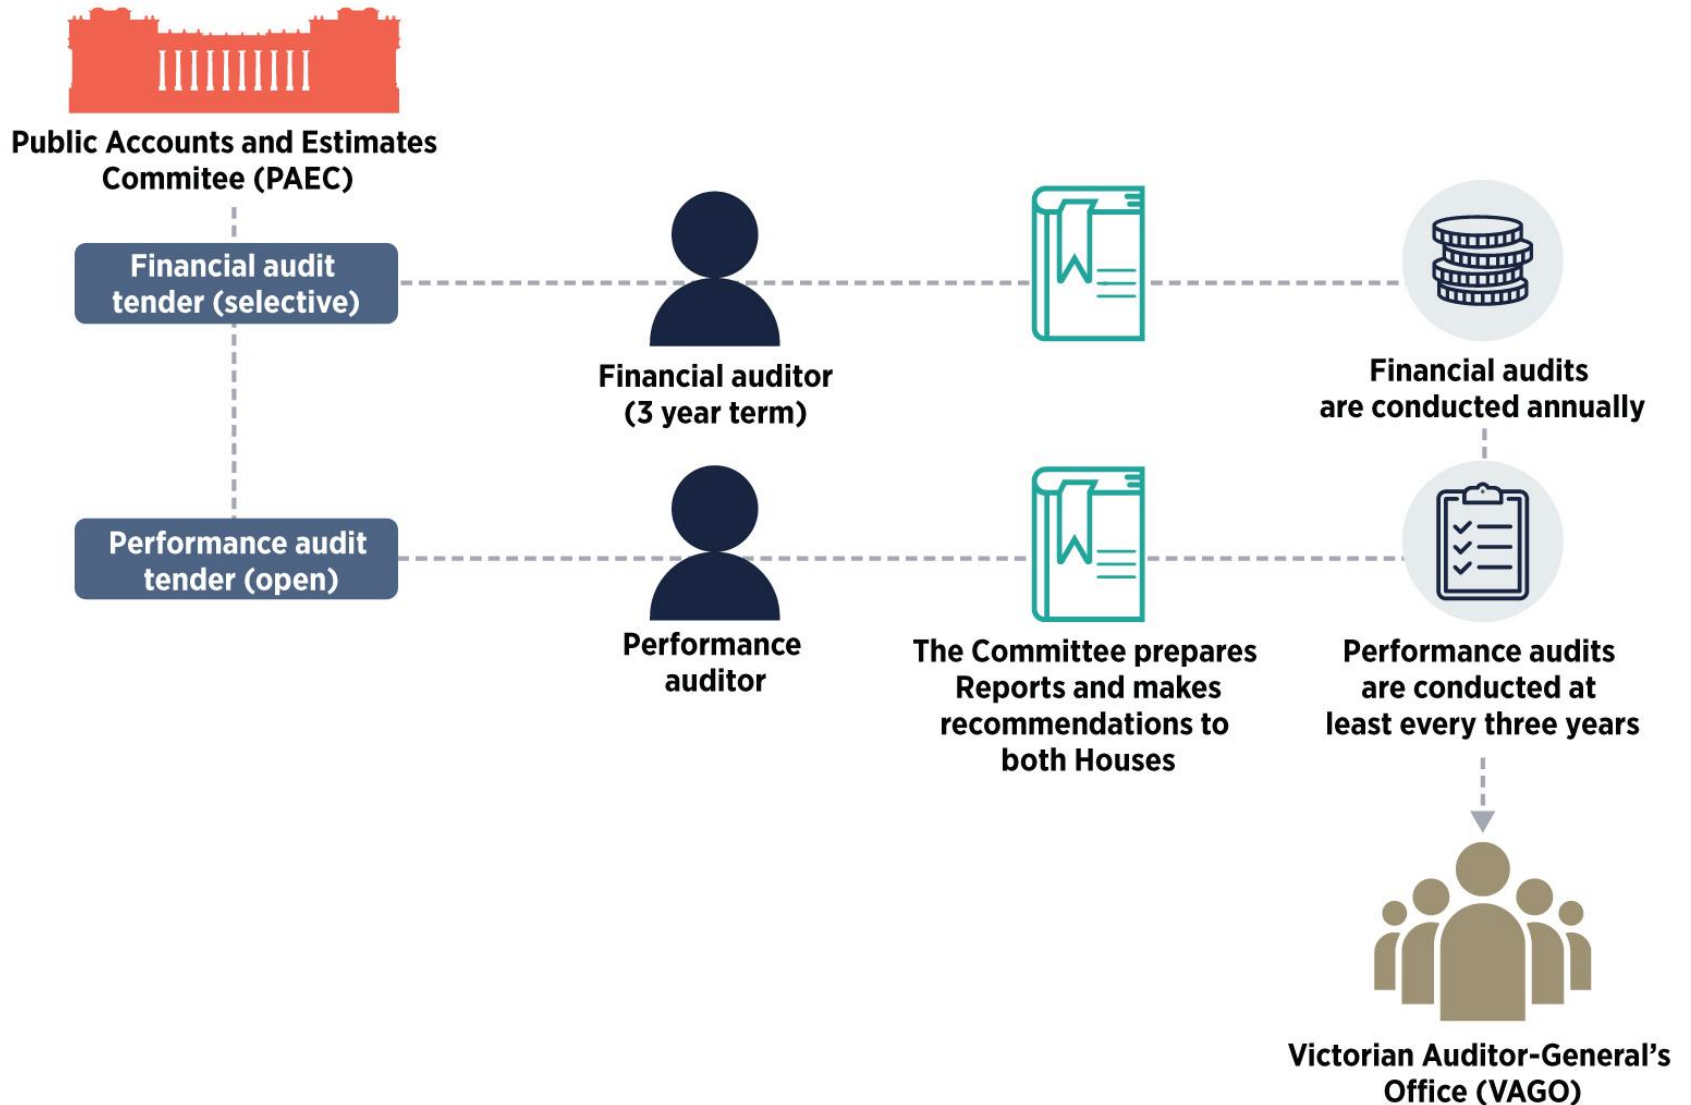 Public Accounts and Estimates
Commitee (PAEC)
Financial audit
tender (selective)
Financial auditor
(3 year term)
Financial audits
are conducted annually
Performance audit
tender (open)
Performance
auditor
The Committee prepares
Reports and makes
recommendations to
both Houses
Performance audits
are conducted at
least every three years
Victorian Auditor-General’s
Office (VAGO)